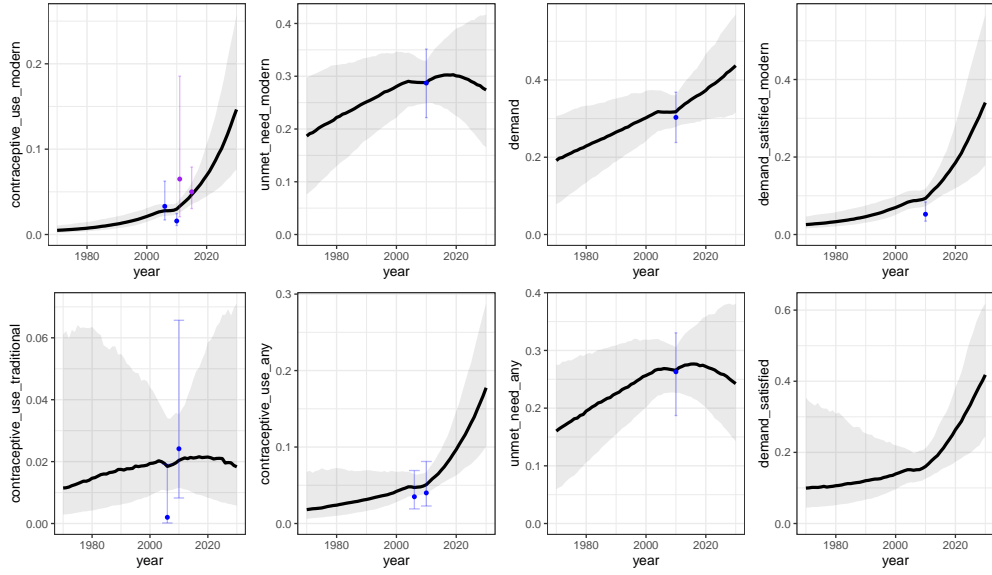 contraceptive_use_modern
0.2
0.1
0.0
1980 2000 2020
year
unmet_need_modern
0.4
0.3
0.2
0.1
0.0
1980 2000 2020
year
demand
0.4
0.2
0.0
1980 2000 2020
year
demand_satisfied_modern
0.6
0.4
0.2
0.0
1980 2000 2020
year
contraceptive_use_traditional
0.06
0.04
0.02
0.00
1980 2000 2020
year
contraceptive_use_any
0.3
0.2
0.1
0.0
1980 2000 2020
year
unmet_need_any
0.4
0.3
0.2
0.1
0.0
1980 2000 2020
year
demand_satisfied
0.6
0.4
0.2
0.0
1980 2000 2020
year